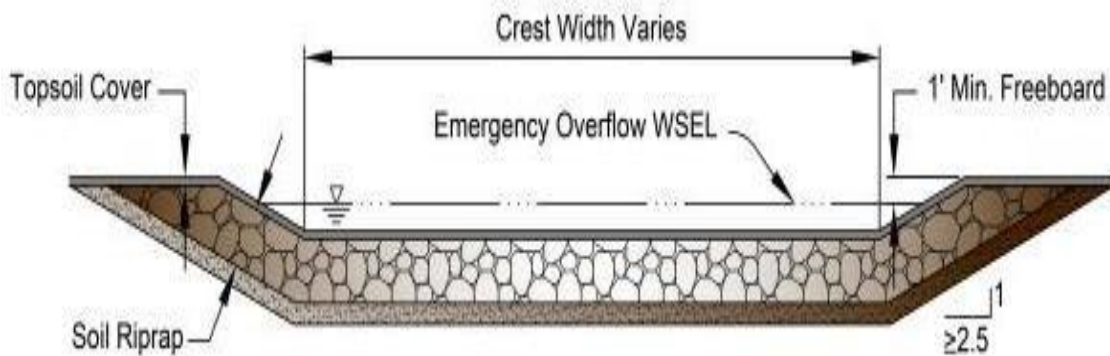 Crest Width Varies
Topsoil Cover
1' Min. Freeboard
Emergency Overflow WSEL
Soil Riprap
1
≥2.5